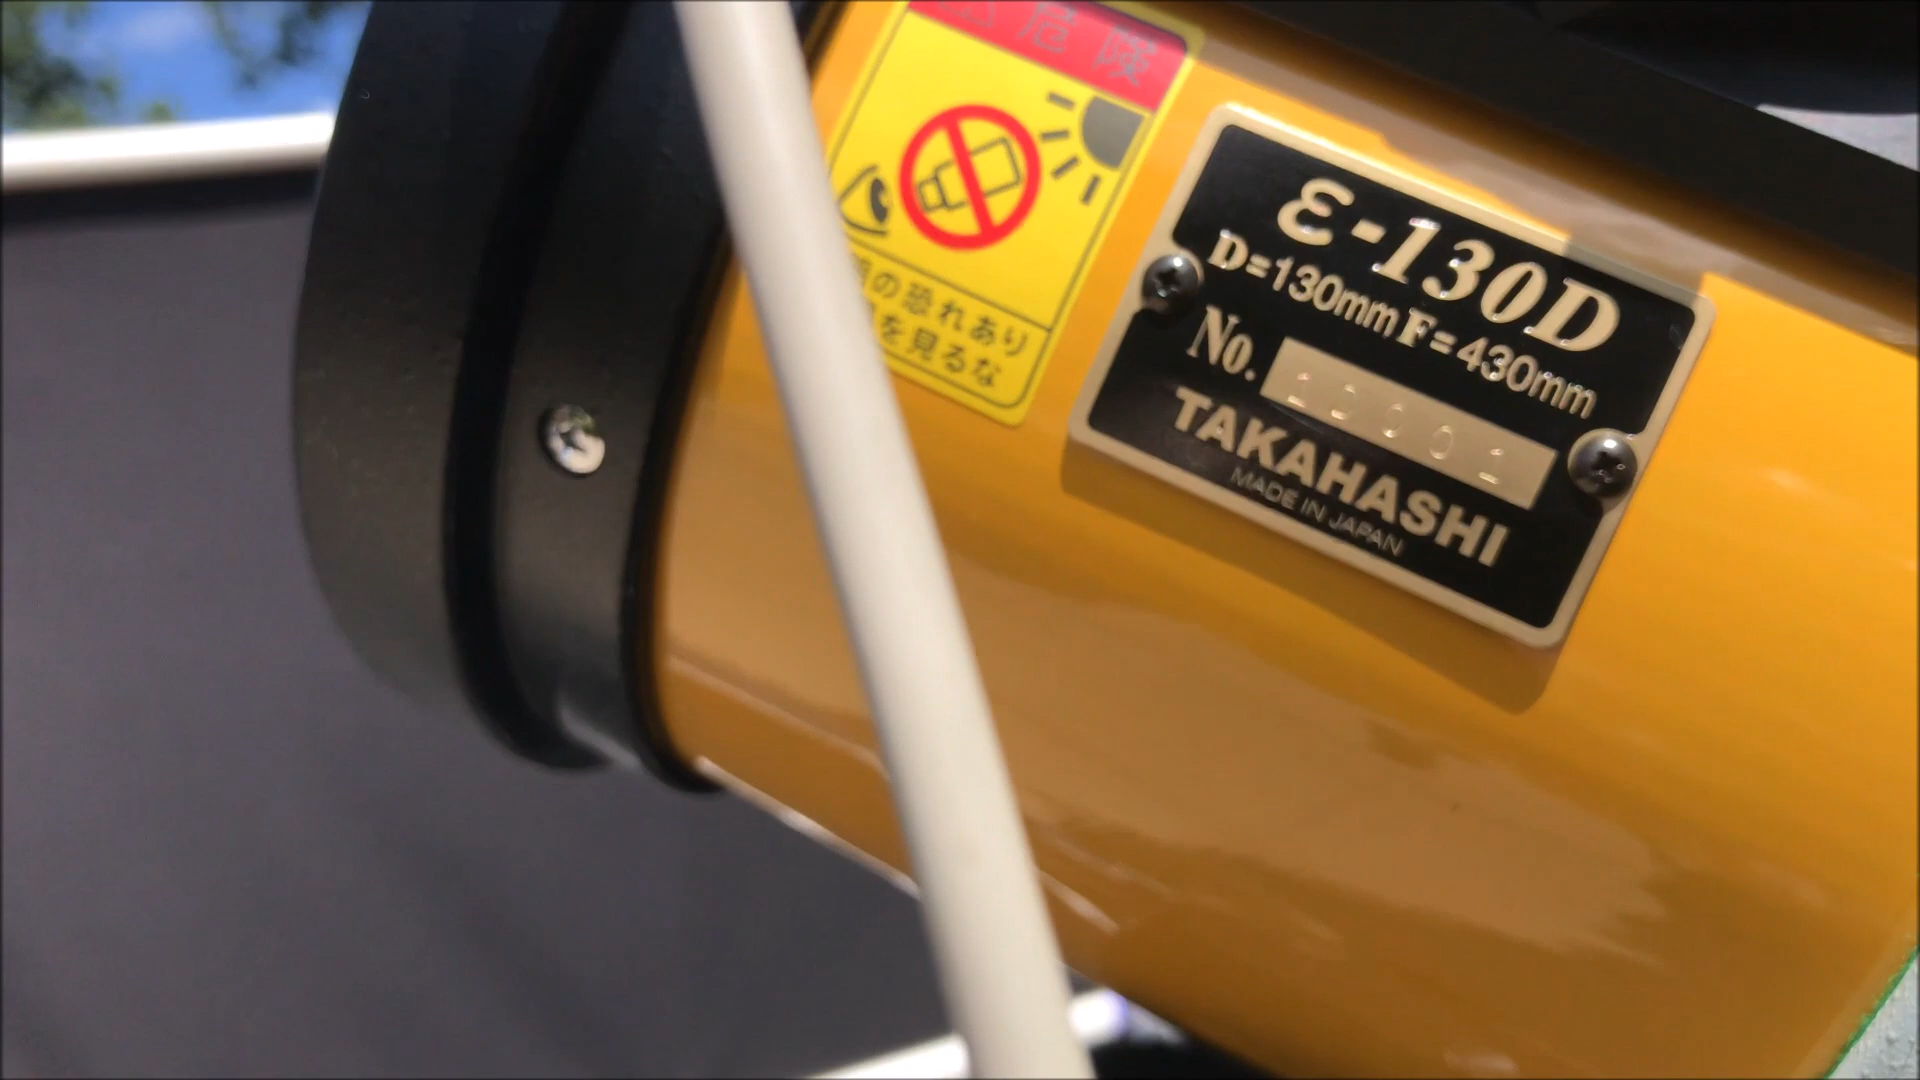 危険
の恐れあり
を見るな
ε-130D
D=130mm F=430mm
No. 10001
TAKAHASHI
MADE IN JAPAN